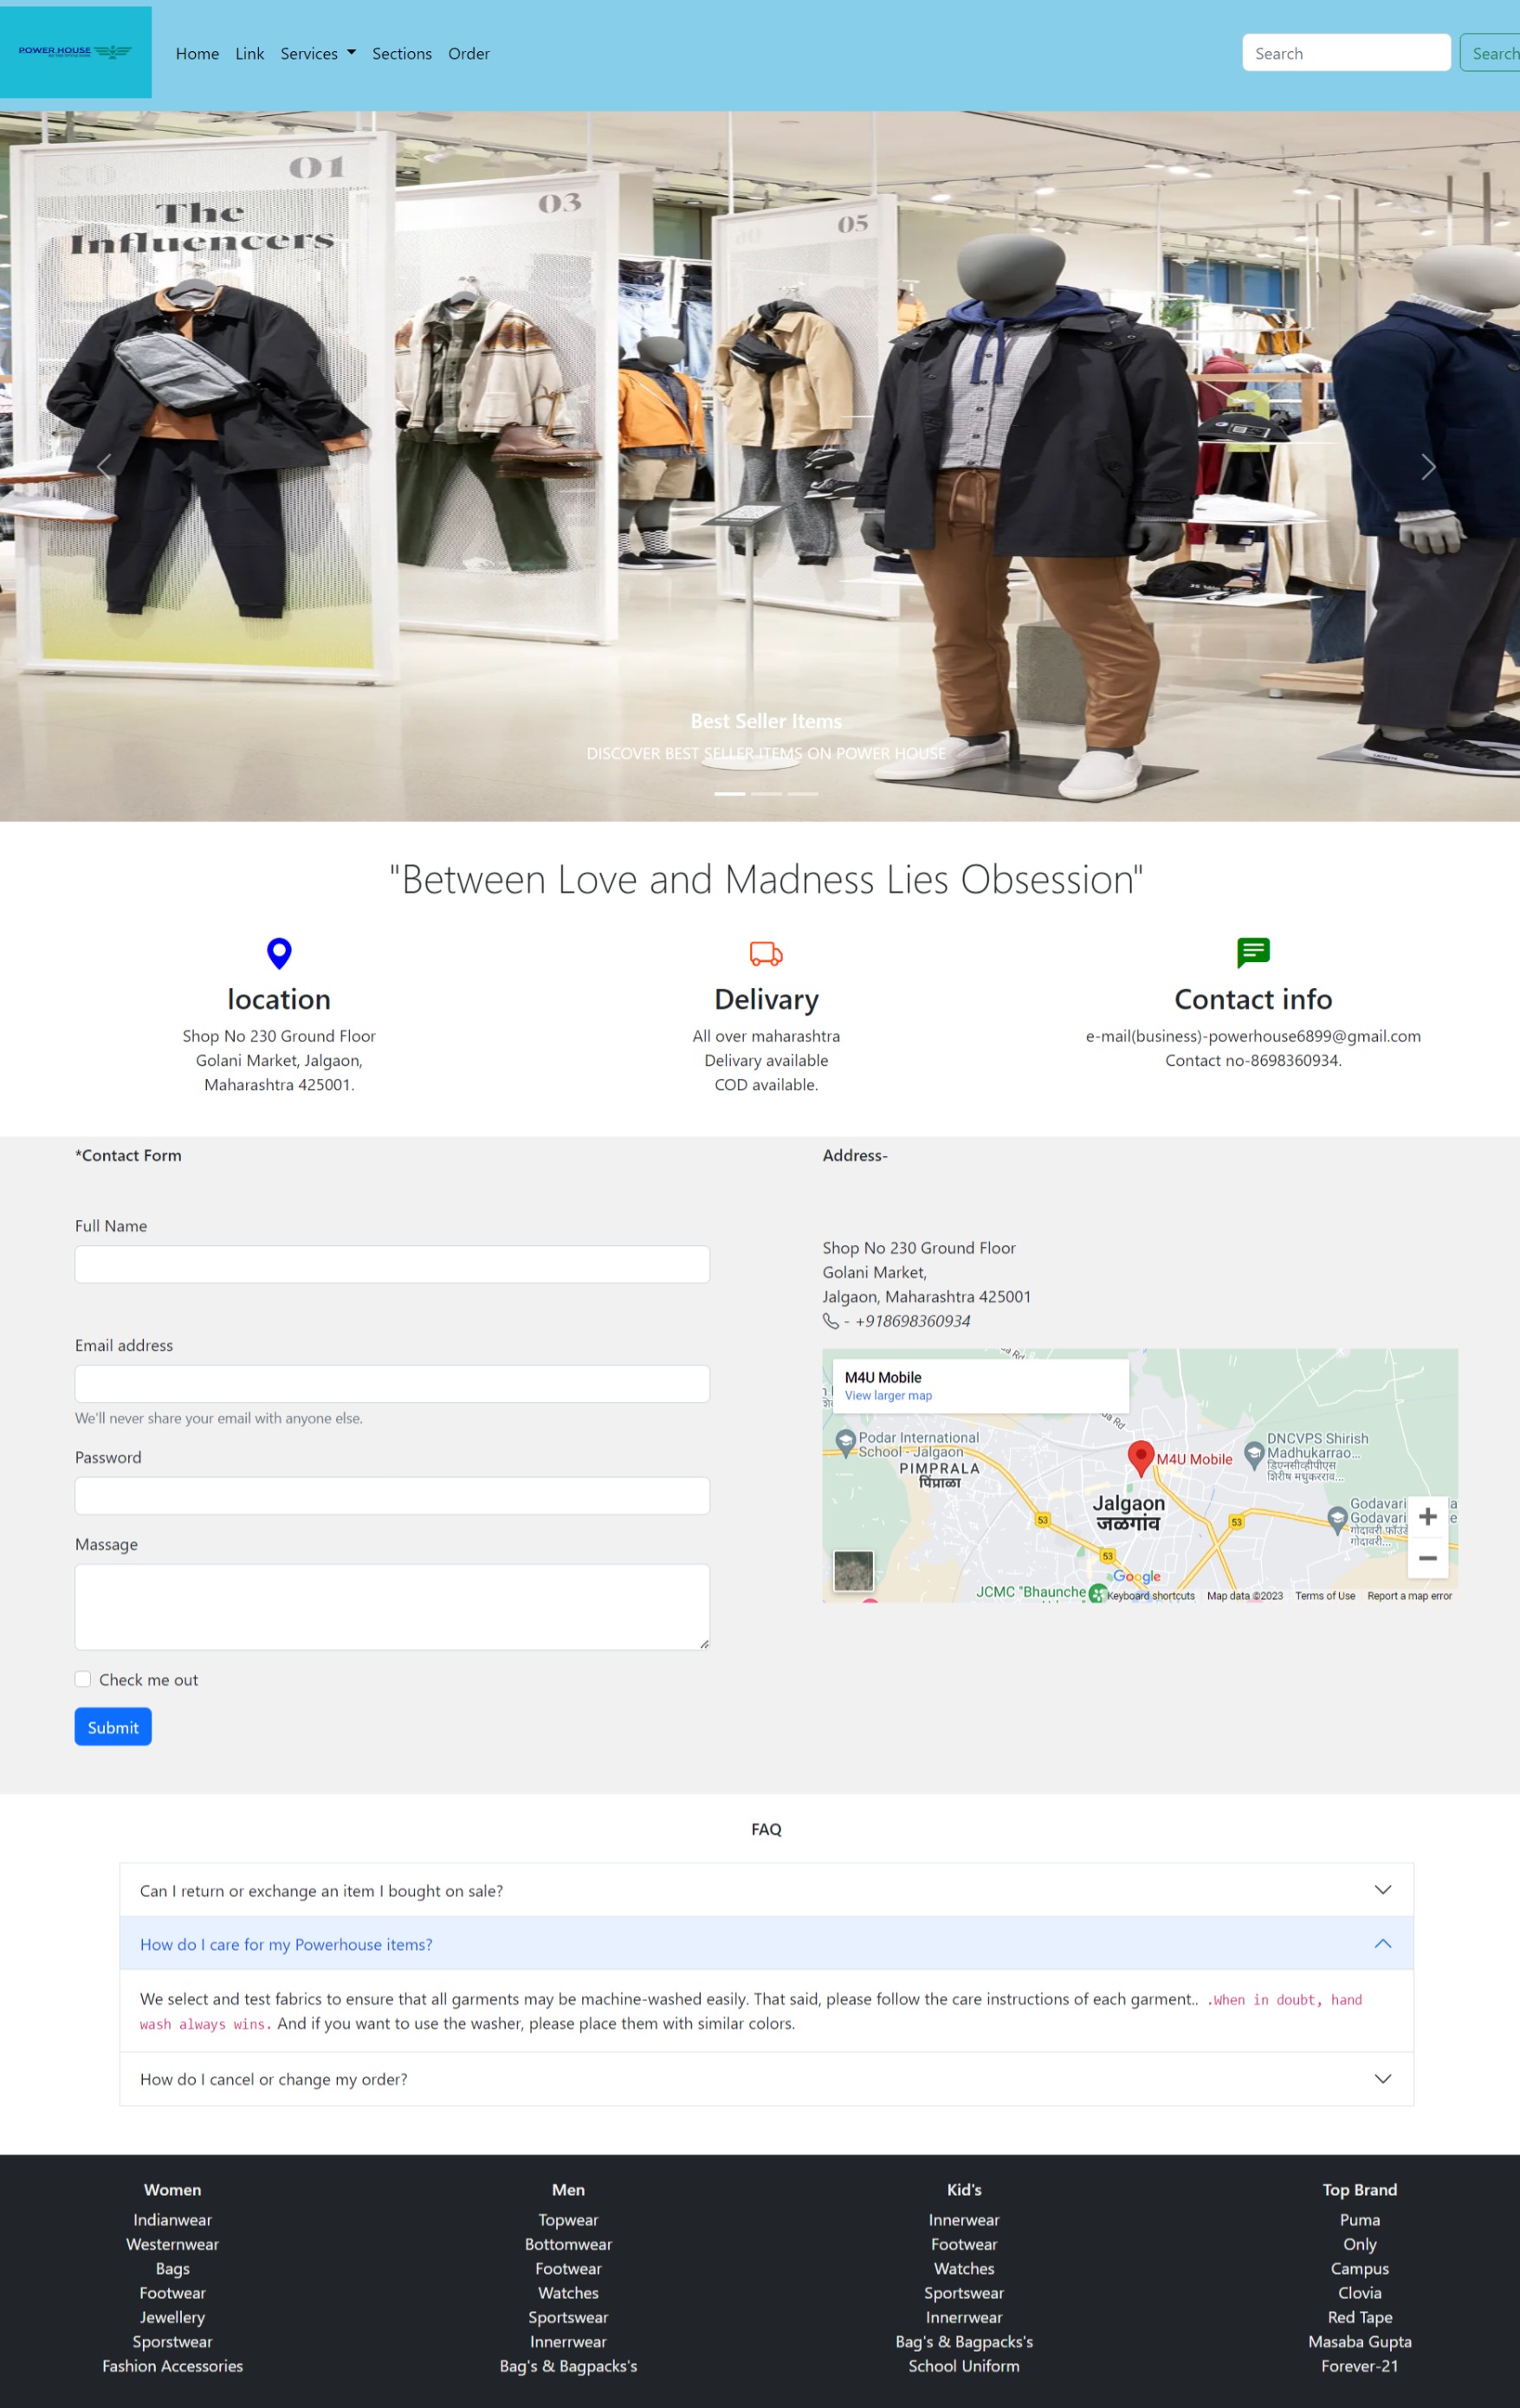 POWER HOUSE
Home Link Services Sections Order
Search
Search
01
The
Influencers
03
05
Best Seller Items
DISCOVER BEST SELLER ITEMS ON POWER HOUSE
"Between Love and Madness Lies Obsession"
location
Shop No 230 Ground Floor
Golani Market, Jalgaon,
Maharashtra 425001.
Delivary
All over maharashtra
Delivary available
COD available.
Contact info
e-mail(business)-powerhouse6899@gmail.com
Contact no-8698360934.
*Contact Form
Full Name
Email address
We'll never share your email with anyone else.
Password
Massage
Check me out
Submit
Address-
Shop No 230 Ground Floor
Golani Market,
Jalgaon, Maharashtra 425001
- +918698360934
M4U Mobile
View larger map
Podar International
School - Jalgaon
PIMPRALA
पिंप्राळा
M4U Mobile
DNCVPS Shirish
Madhukarrao...
डिएनसीव्हीपीएस
शिरीष मधुकरराव...
Jalgaon
जळगांव
Godavari
Godavari
गोदावरी फॉउंडे
गोदावरी...
53
53
53
Google
JCMC "Bhaunche
Keyboard shortcuts Map data ©2023 Terms of Use Report a map error
FAQ
Can I return or exchange an item I bought on sale?
How do I care for my Powerhouse items?
We select and test fabrics to ensure that all garments may be machine-washed easily. That said, please follow the care instructions of each garment.. .When in doubt, hand
wash always wins. And if you want to use the washer, please place them with similar colors.
How do I cancel or change my order?
Women
Indianwear
Westernwear
Bags
Footwear
Jewellery
Sporstwear
Fashion Accessories
Men
Topwear
Bottomwear
Footwear
Watches
Sportswear
Innerrwear
Bag's & Bagpacks's
Kid's
Innerwear
Footwear
Watches
Sportswear
Innerrwear
Bag's & Bagpacks's
School Uniform
Top Brand
Puma
Only
Campus
Clovia
Red Tape
Masaba Gupta
Forever-21